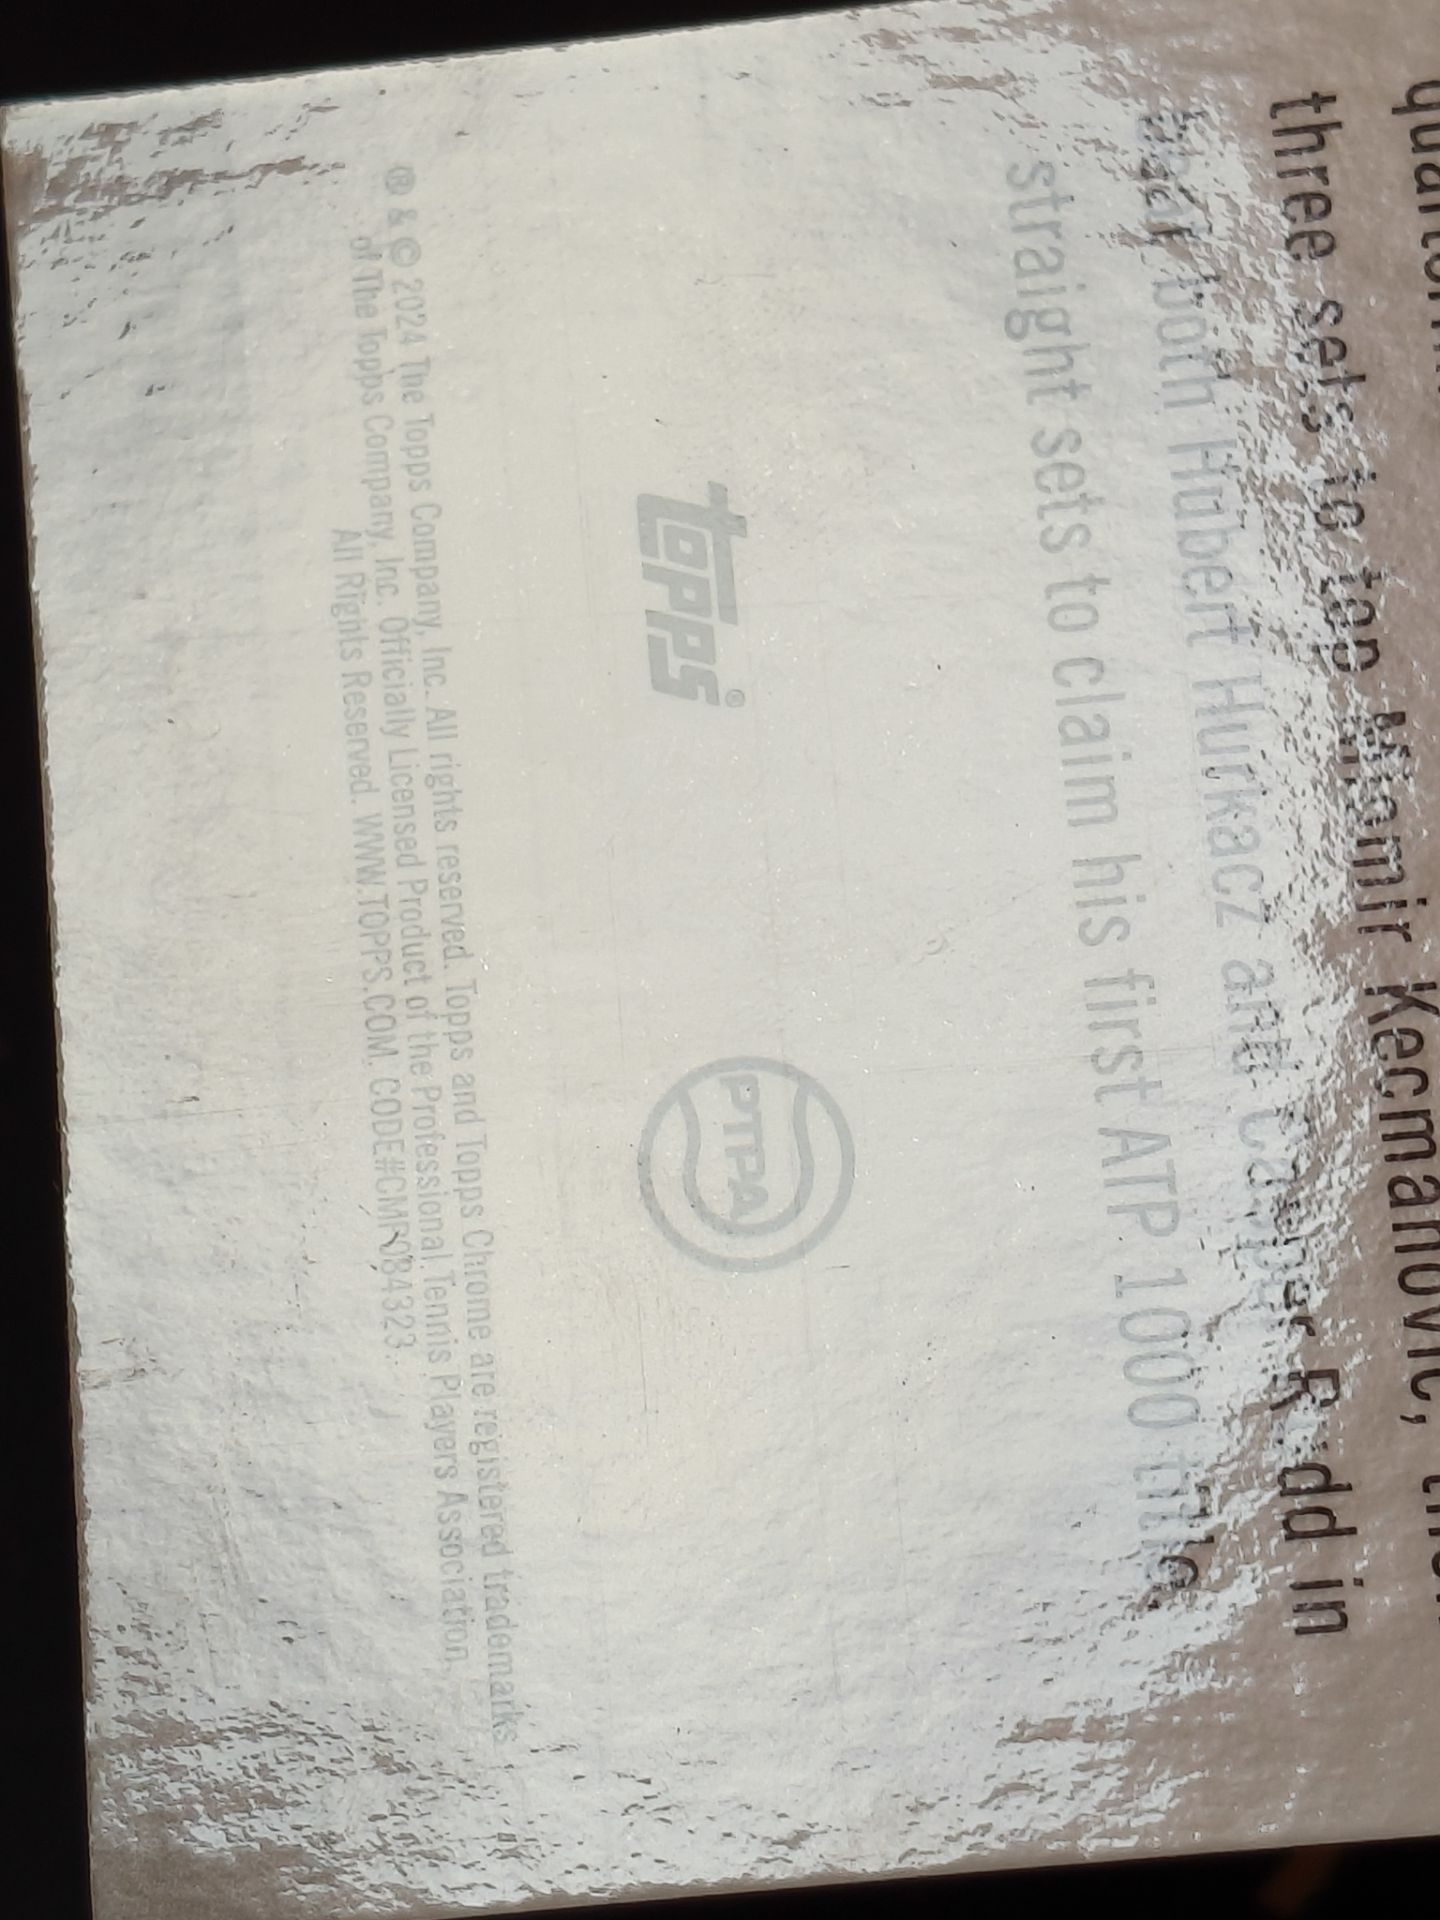 three sets to top Miomir Kecmanovic,
beat both Hubert Hurkacz and Casper Ruud in
straight sets to claim his first ATP 1000 title.
topps®
PTPA
® & © 2024 The Topps Company, Inc. All rights reserved. Topps and Topps Chrome are registered trademarks
of The Topps Company, Inc. Officially Licensed Product of the Professional Tennis Players Association.
All Rights Reserved. WWW.TOPPS.COM. CODE#CMP084323